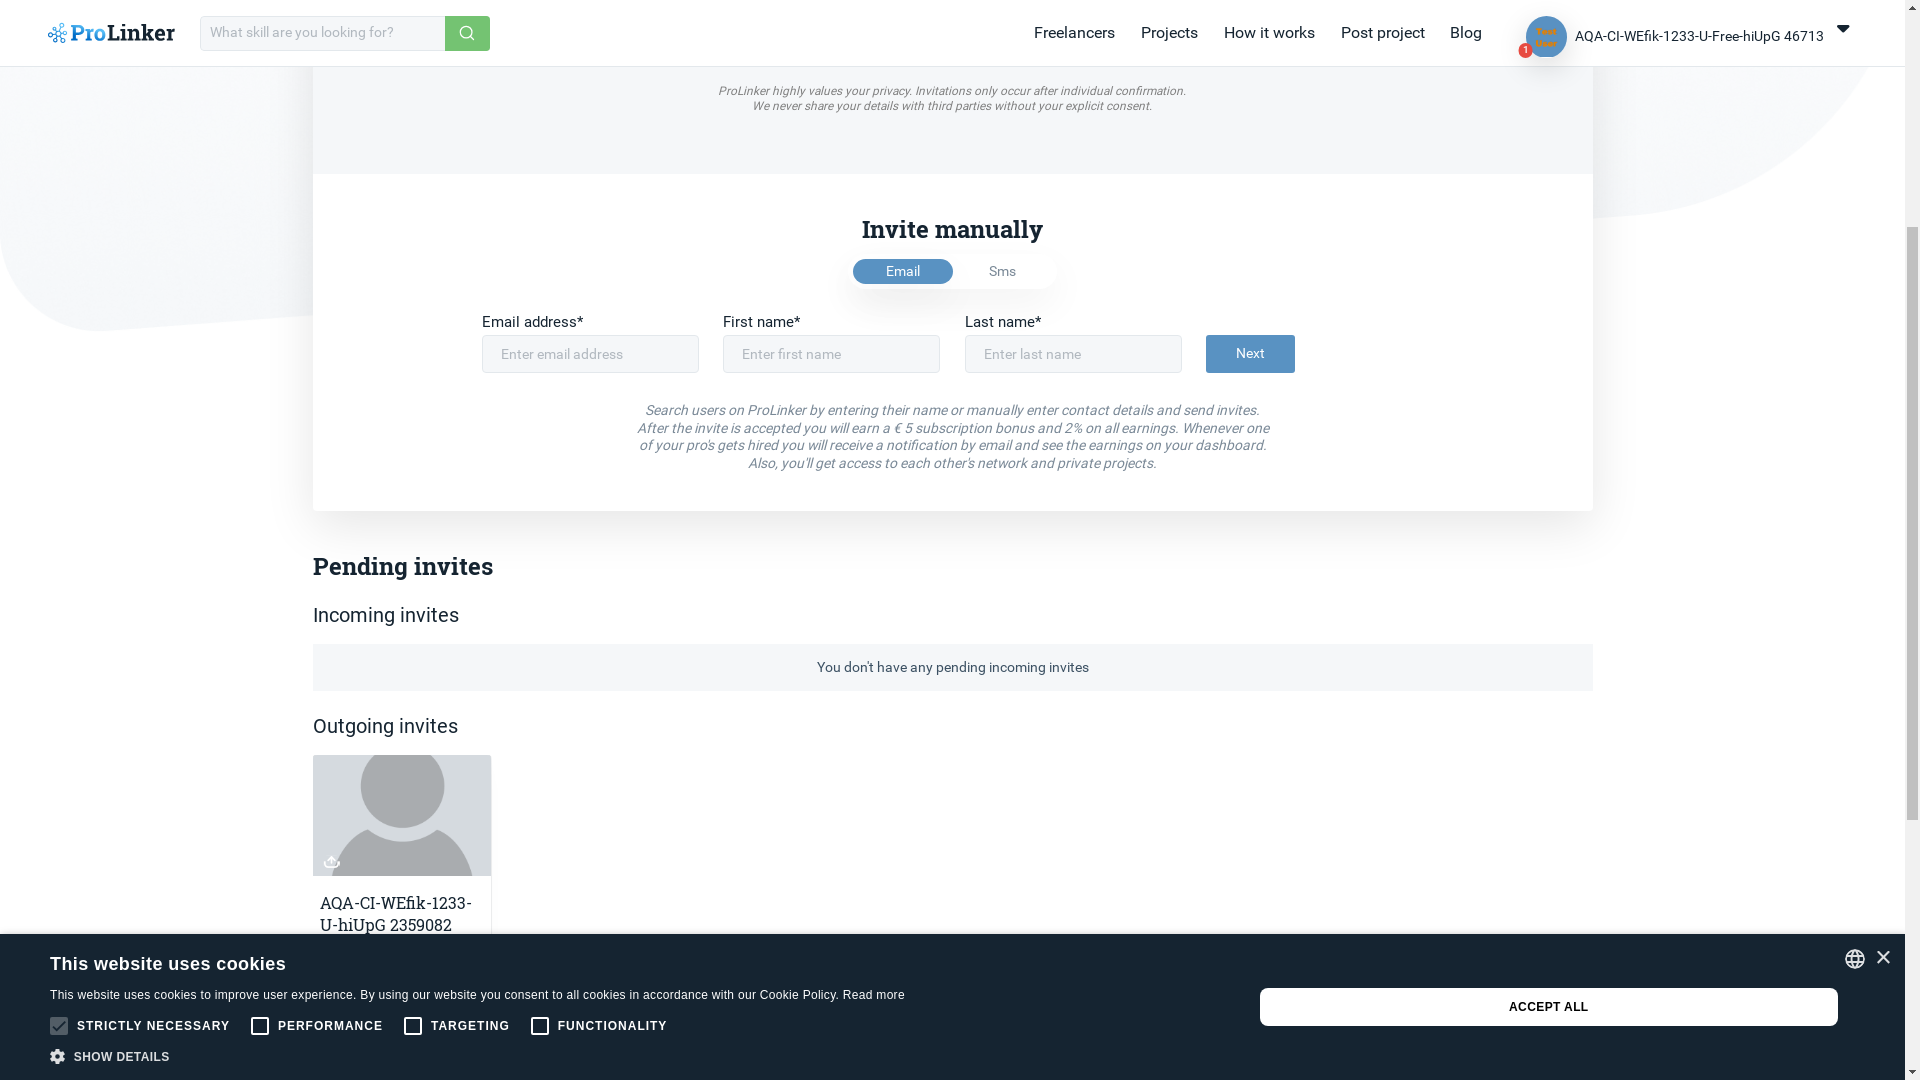 ProLinker
What skill are you looking for?
Freelancers
Projects
How it works
Post project
Blog
Test
User
1
AQA-CI-WEfik-1233-U-Free-hiUpG 46713
ProLinker highly values your privacy. Invitations only occur after individual confirmation.
We never share your details with third parties without your explicit consent.
Invite manually
Email
Sms
Email address*
First name*
Last name*
Enter email address
Enter first name
Enter last name
Next
Search users on ProLinker by entering their name or manually enter contact details and send invites.
After the invite is accepted you will earn a € 5 subscription bonus and 2% on all earnings. Whenever one
of your pro's gets hired you will receive a notification by email and see the earnings on your dashboard.
Also, you'll get access to each other's network and private projects.
Pending invites
Incoming invites
You don't have any pending incoming invites
Outgoing invites
AQA-CI-WEfik-1233-
U-hiUpG 2359082
This website uses cookies
This website uses cookies to improve user experience. By using our website you consent to all cookies in accordance with our Cookie Policy. Read more
STRICTLY NECESSARY
PERFORMANCE
TARGETING
FUNCTIONALITY
SHOW DETAILS
ACCEPT ALL